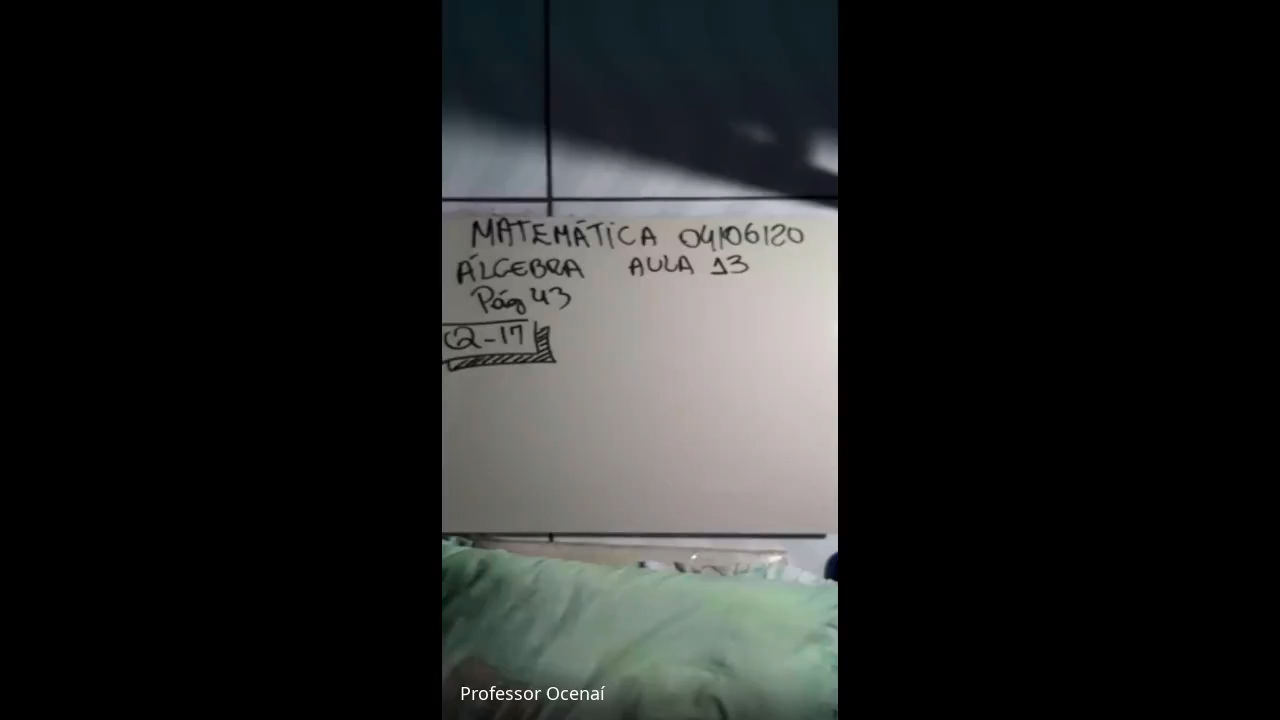 MATEMÁTICA 04/06/20
ÁLGEBRA AULA 13
Pág 43
Q-17
Professor Ocenaí